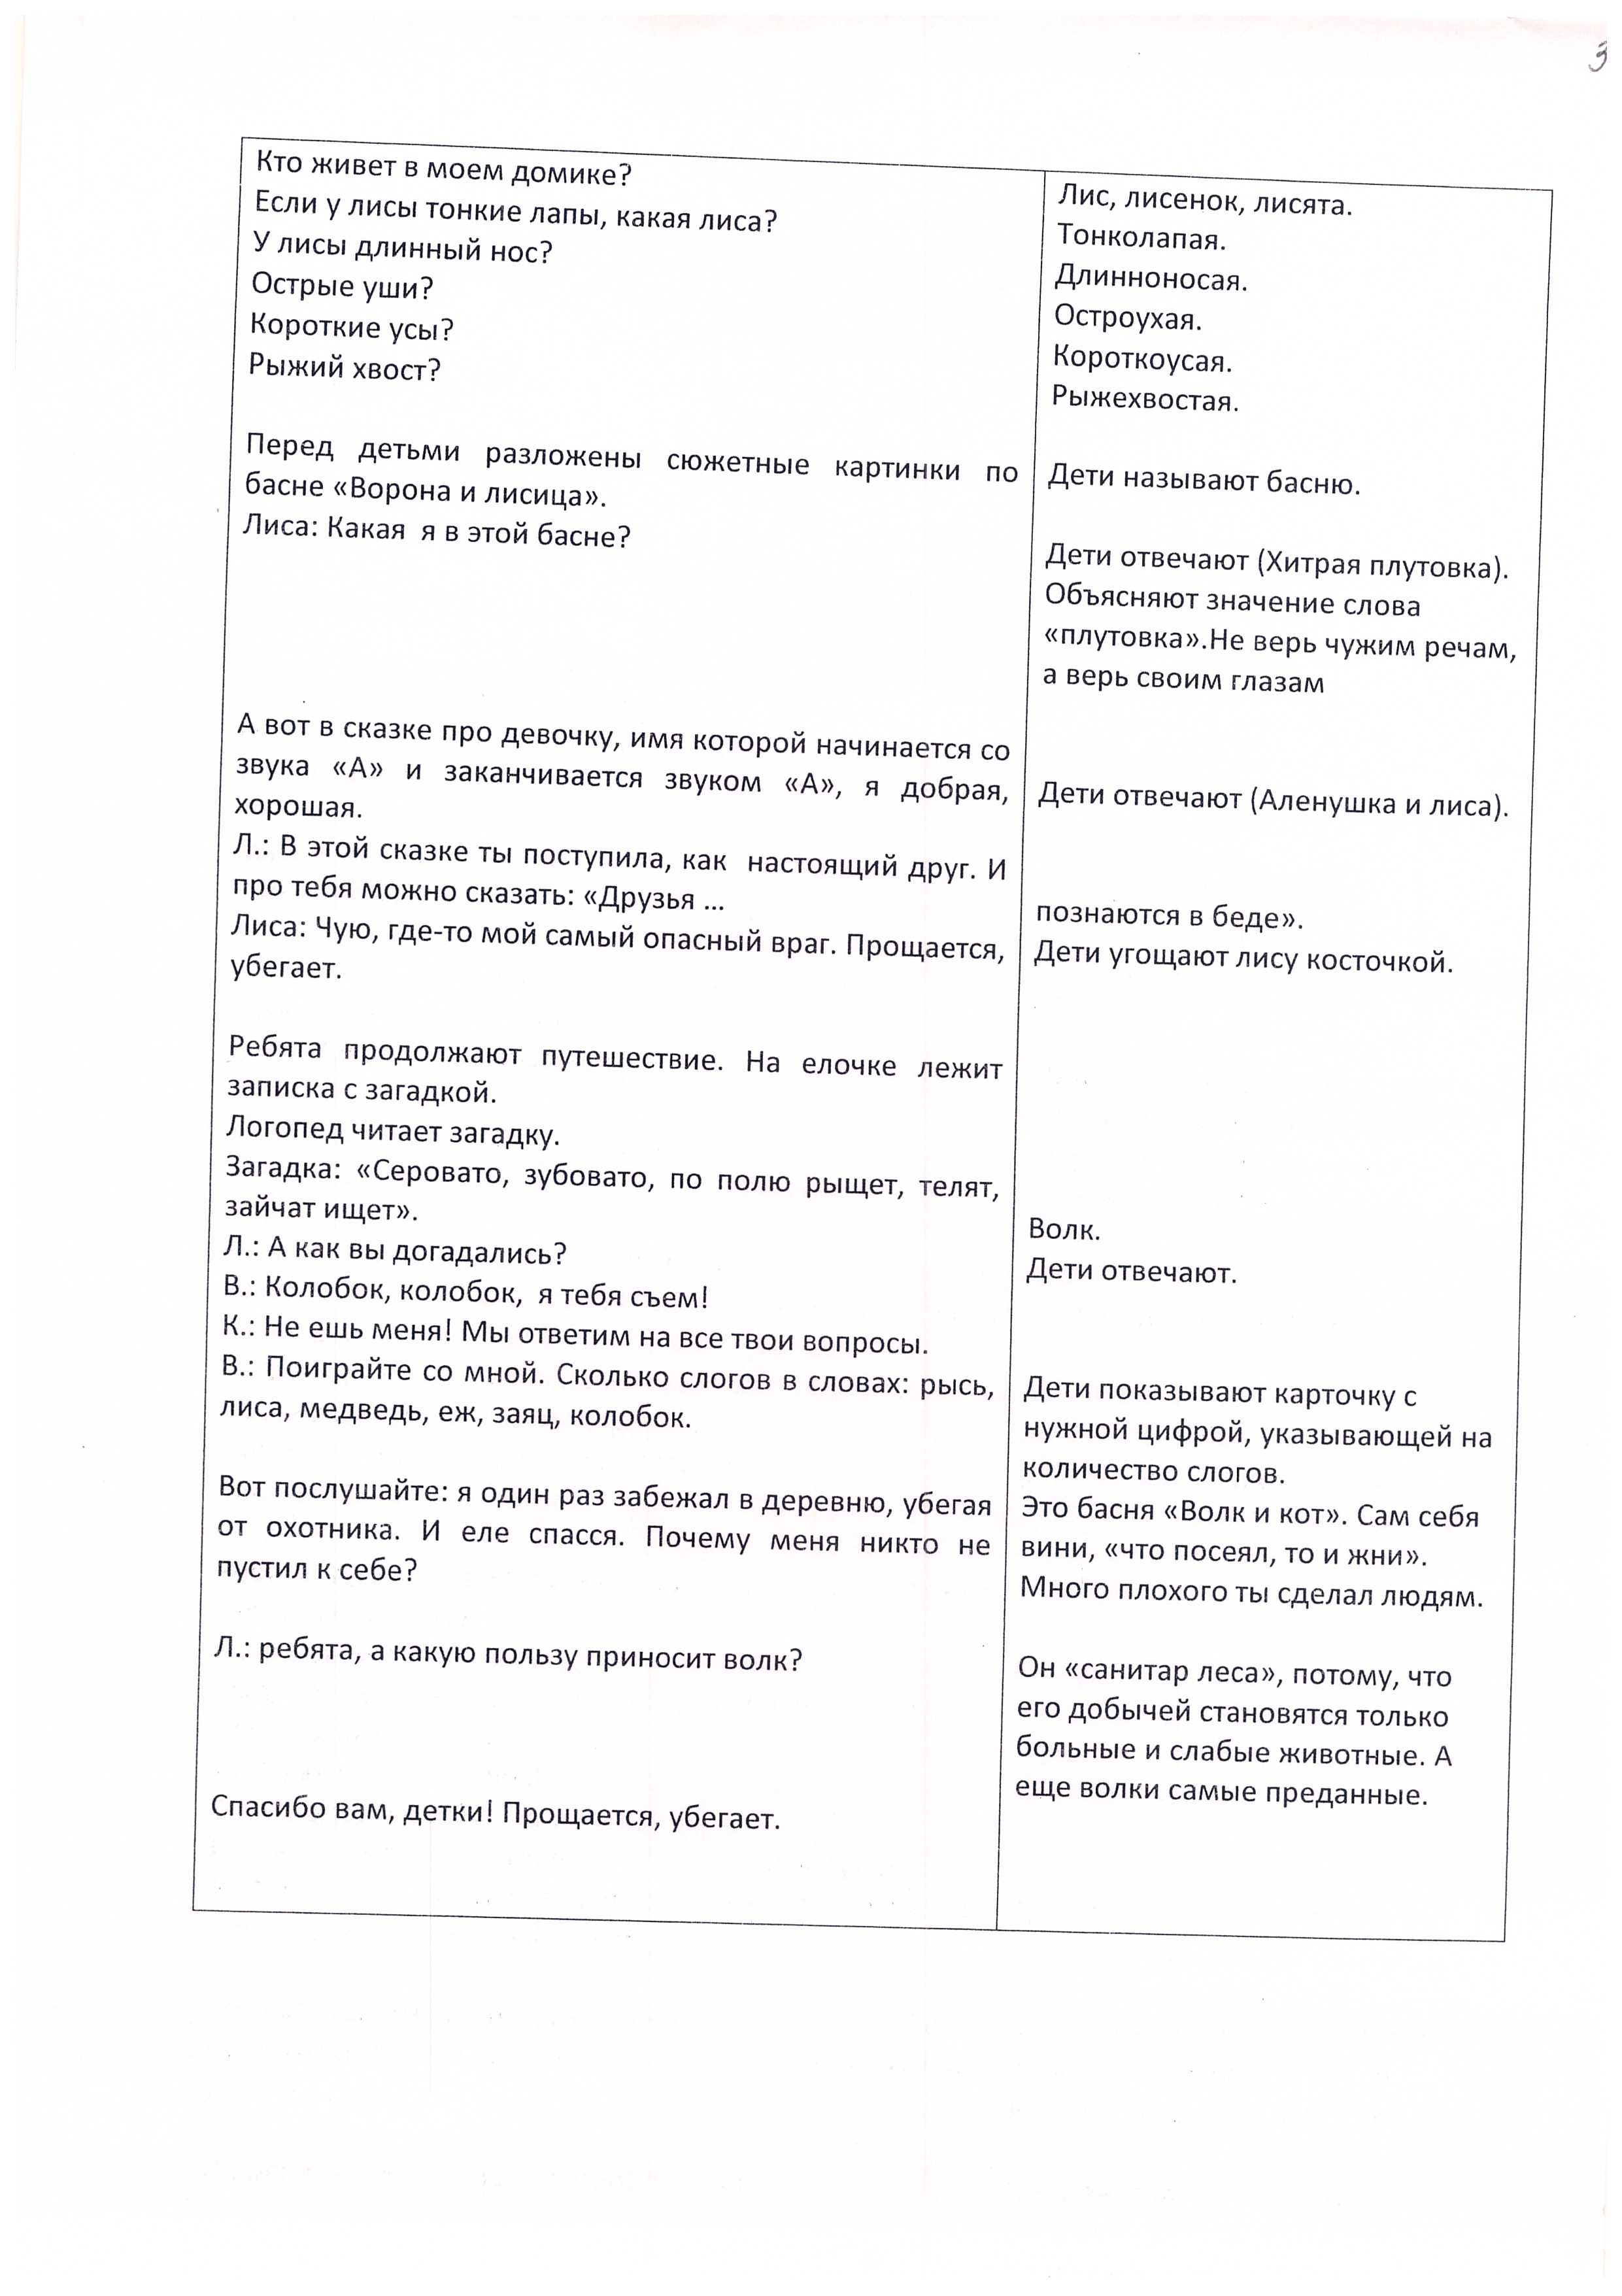 3
Кто живет в моем домике?
Если у лисы тонкие лапы, какая лиса?
У лисы длинный нос?
Острые уши?
Короткие усы?
Рыжий хвост?
Перед детьми разложены сюжетные картинки по
басне «Ворона и лисица».
Лиса: Какая  я в этой басне?
А вот в сказке про девочку, имя которой начинается со
звука «А» и заканчивается звуком «А», я добрая,
хорошая.
Л.: В этой сказке ты поступила, как  настоящий друг. И
про тебя можно сказать: «Друзья ...
Лиса: Чую, где-то мой самый опасный враг. Прощается,
убегает.
Ребята продолжают путешествие. На елочке лежит
записка с загадкой.
Логопед читает загадку.
Загадка: «Серовато, зубовато, по полю рыщет, телят,
зайчат ищет».
Л.: А как вы догадались?
В.: Колобок, колобок,  я тебя съем!
К.: Не ешь меня! Мы ответим на все твои вопросы.
В.: Поиграйте со мной. Сколько слогов в словах: рысь,
лиса, медведь, еж, заяц, колобок.
Вот послушайте: я один раз забежал в деревню, убегая
от охотника. И еле спасся. Почему меня никто не
пустил к себе?
Л.: ребята, а какую пользу приносит волк?
Спасибо вам, детки! Прощается, убегает.
Лис, лисенок, лисята.
Тонколапая.
Длинноносая.
Остроухая.
Короткоусая.
Рыжехвостая.
Дети называют басню.
Дети отвечают (Хитрая плутовка).
Объясняют значение слова
«плутовка».Не верь чужим речам,
а верь своим глазам
Дети отвечают (Аленушка и лиса).
познаются в беде».
Дети угощают лису косточкой.
Волк.
Дети отвечают.
Дети показывают карточку с
нужной цифрой, указывающей на
количество слогов.
Это басня «Волк и кот». Сам себя
вини, «что посеял, то и жни».
Много плохого ты сделал людям.
Он «санитар леса», потому, что
его добычей становятся только
больные и слабые животные. А
еще волки самые преданные.